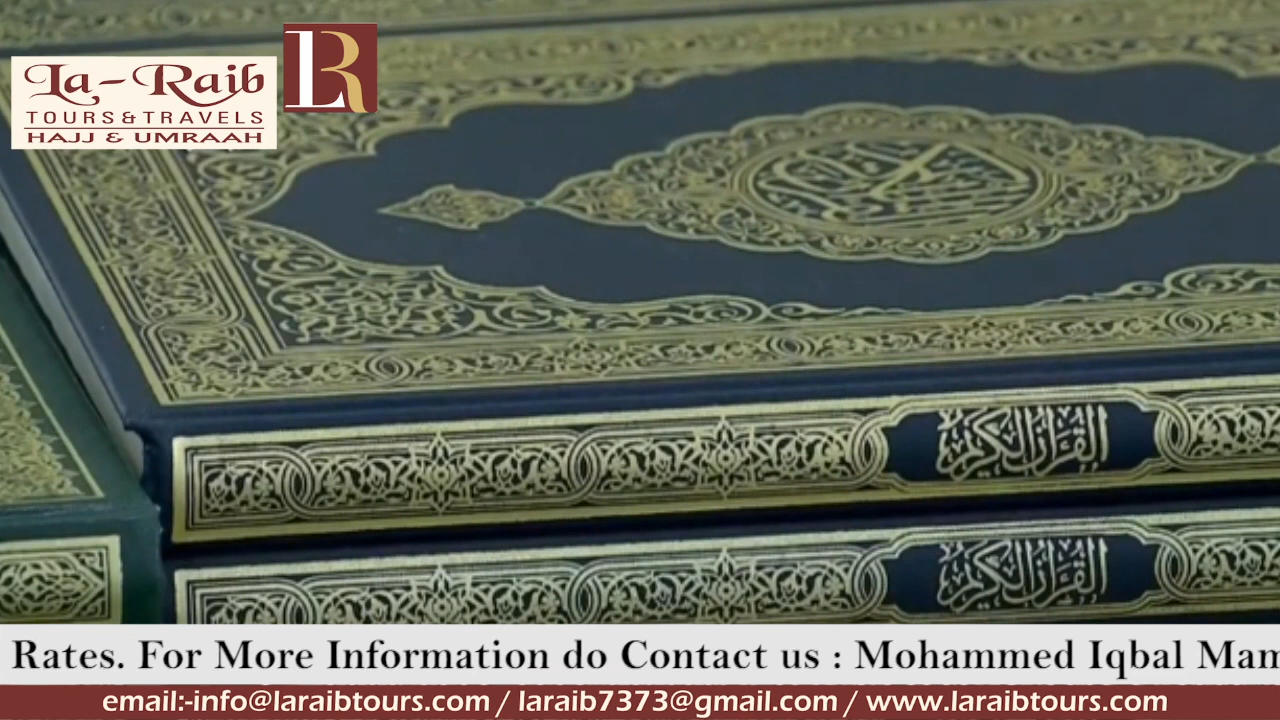 La-Raib
TOURS & TRAVELS
HAJJ & UMRAAH
LR
القرآن الكريم
القرآن الكريم
Rates. For More Information do Contact us : Mohammed Iqbal Mam
email:-info@laraibtours.com / laraib7373@gmail.com / www.laraibtours.com